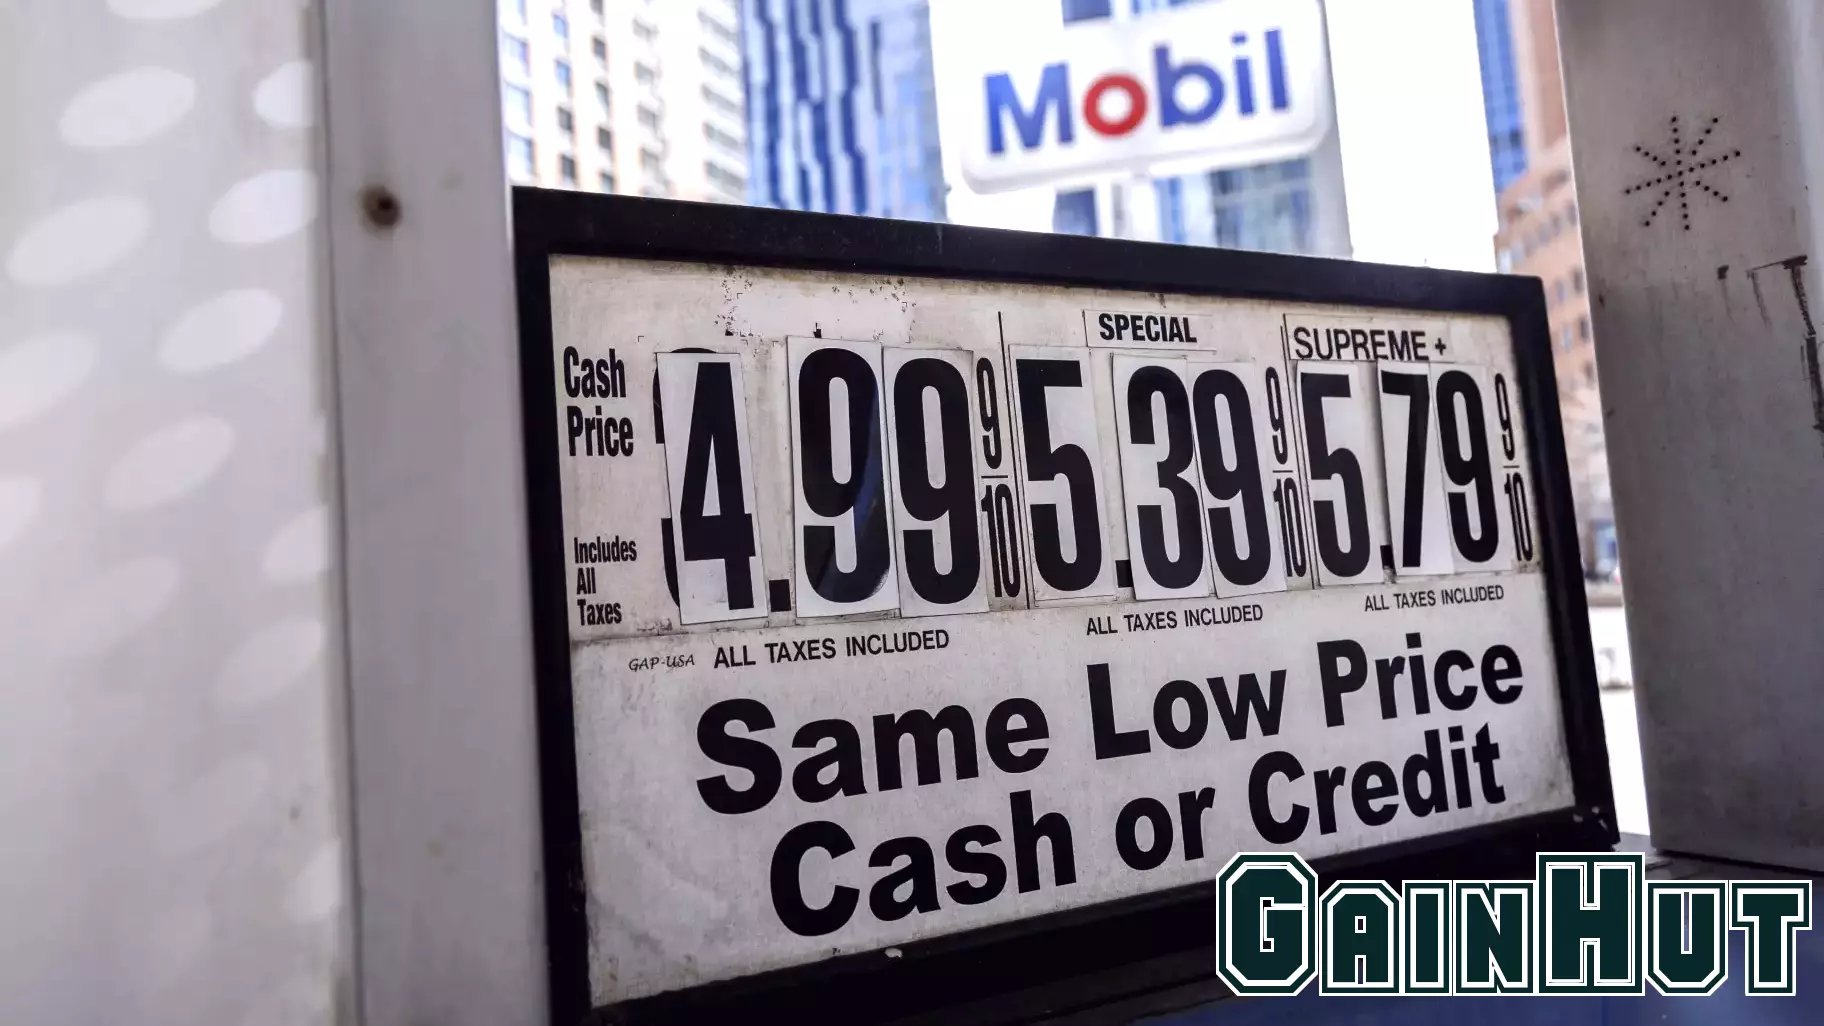 Mobil
SPECIAL
SUPREME +
Cash
Price
4.99 9/10
5.39 9/10
5.79 9/10
Includes
All
Taxes
GAP-USA
ALL TAXES INCLUDED
ALL TAXES INCLUDED
ALL TAXES INCLUDED
Same Low Price
Cash or Credit
GAINHUT